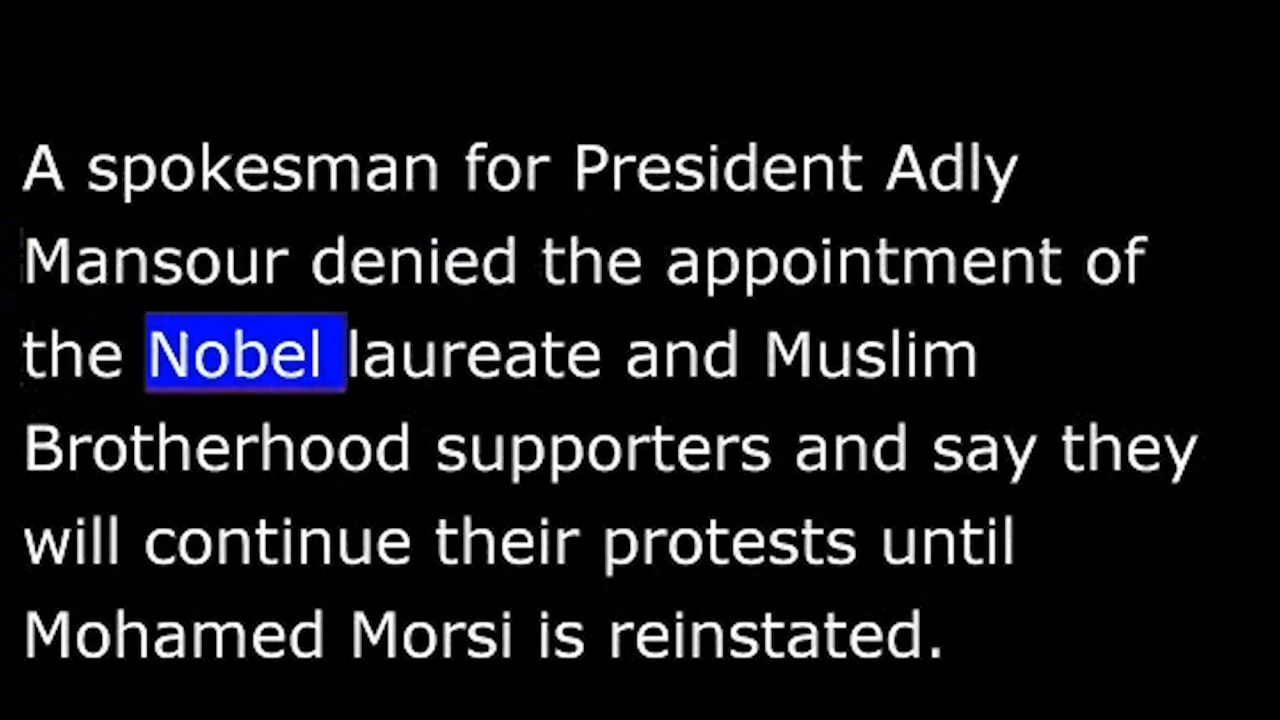 A spokesman for President Adly
Mansour denied the appointment of
the Nobel laureate and Muslim
Brotherhood supporters and say they
will continue their protests until
Mohamed Morsi is reinstated.